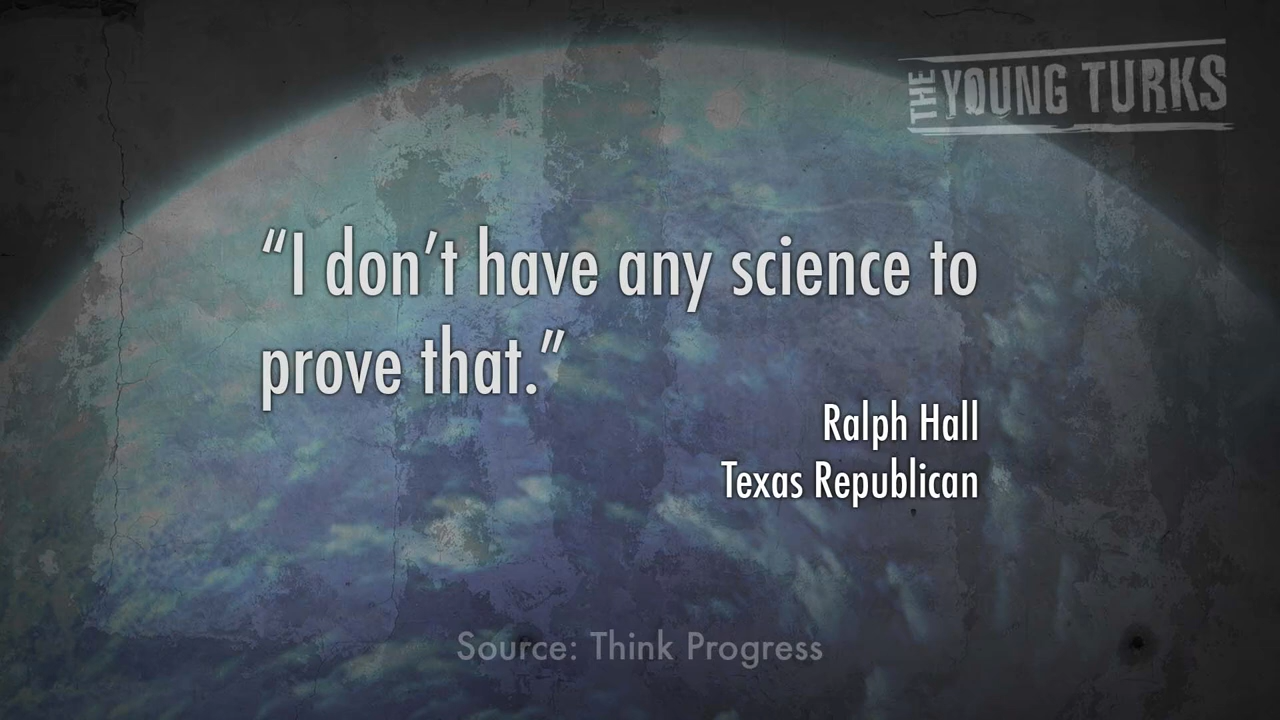 THE YOUNG TURKS
“I don’t have any science to
prove that.”
Ralph Hall
Texas Republican
Source: Think Progress